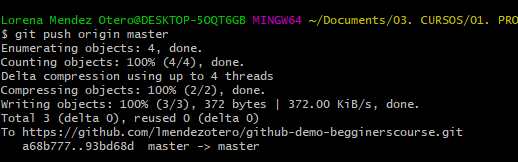 Lorena Mendez Otero@DESKTOP-5OQT6GB MINGW64 ~/Documents/03. CURSOS/01. PRO
$ git push origin master
Enumerating objects: 4, done.
Counting objects: 100% (4/4), done.
Delta compression using up to 4 threads
Compressing objects: 100% (2/2), done.
Writing objects: 100% (3/3), 372 bytes | 372.00 KiB/s, done.
Total 3 (delta 0), reused 0 (delta 0)
To https://github.com/lmendezotero/github-demo-begginerscourse.git
   a68b777..93bd68d  master -> master